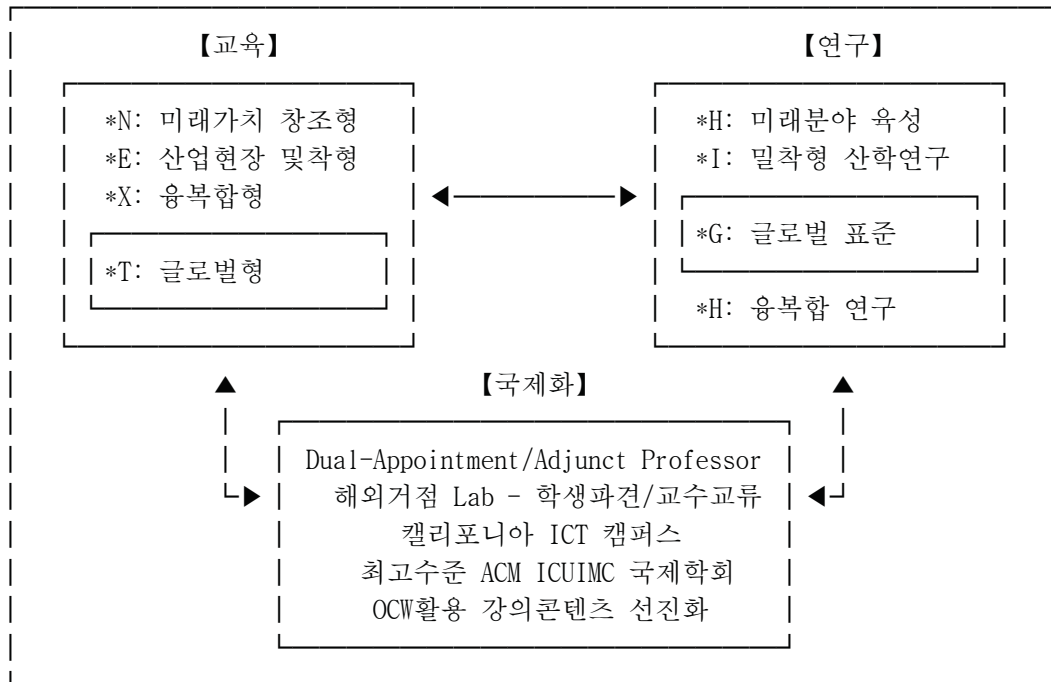 【교육】
*N: 미래가치 창조형
*E: 산업현장 및착형
*X: 융복합형
*T: 글로벌형
【연구】
*H: 미래분야 육성
*I: 밀착형 산학연구
*G: 글로벌 표준
*H: 융복합 연구
【국제화】
Dual-Appointment/Adjunct Professor
해외거점 Lab - 학생파견/교수교류
캘리포니아 ICT 캠퍼스
최고수준 ACM ICUIMC 국제학회
OCW활용 강의콘텐츠 선진화